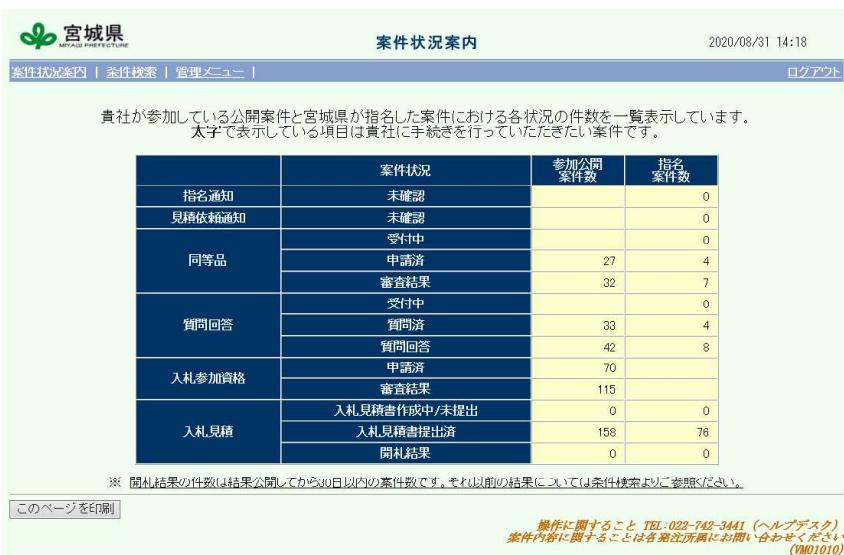 宮城県
MIYAGI PREFECTURE
案件状況案内
2020/08/31 14:18
案件状況案内 | 条件検索 | 管理メニュー |
ログアウト
貴社が参加している公開案件と宮城県が指名した案件における各状況の件数を一覧表示しています。
太字で表示している項目は貴社に手続きを行っていただきたい案件です。
案件状況 参加公開案件数 指名案件数
指名通知 未確認 0
見積依頼通知 未確認 0
同等品 受付中 0
申請済 27 4
審査結果 32 7
質問回答 受付中 0
質問済 33 4
質問回答 42 8
入札参加資格 申請済 70
審査結果 115
入札見積 入札見積書作成中/未提出 0 0
入札見積書提出済 158 76
開札結果 0 0
※ 開札結果の件数は結果公開してから30日以内の案件数です。それ以前の結果については条件検索よりご参照ください。
このページを印刷
操作に関すること TEL:022-742-3441 (ヘルプデスク)
案件内容に関することは各発注所属にお問い合わせください
(VM01010)